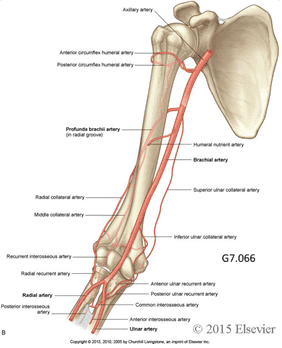 Axillary artery
Anterior circumflex humeral artery
Posterior circumflex humeral artery
Profunda brachii artery
(in radial groove)
Humeral nutrient artery
Brachial artery
Superior ulnar collateral artery
Radial collateral artery
Middle collateral artery
Inferior ulnar collateral artery
Recurrent interosseous artery
G7.066
Radial recurrent artery
Anterior ulnar recurrent artery
Radial artery
Posterior ulnar recurrent artery
Posterior interosseous
artery
Common interosseous artery
Anterior interosseous artery
Ulnar artery
B
© 2015 Elsevier
Copyright © 2010, 2010, 2005 by Churchill Livingstone, an imprint of Elsevier Inc.